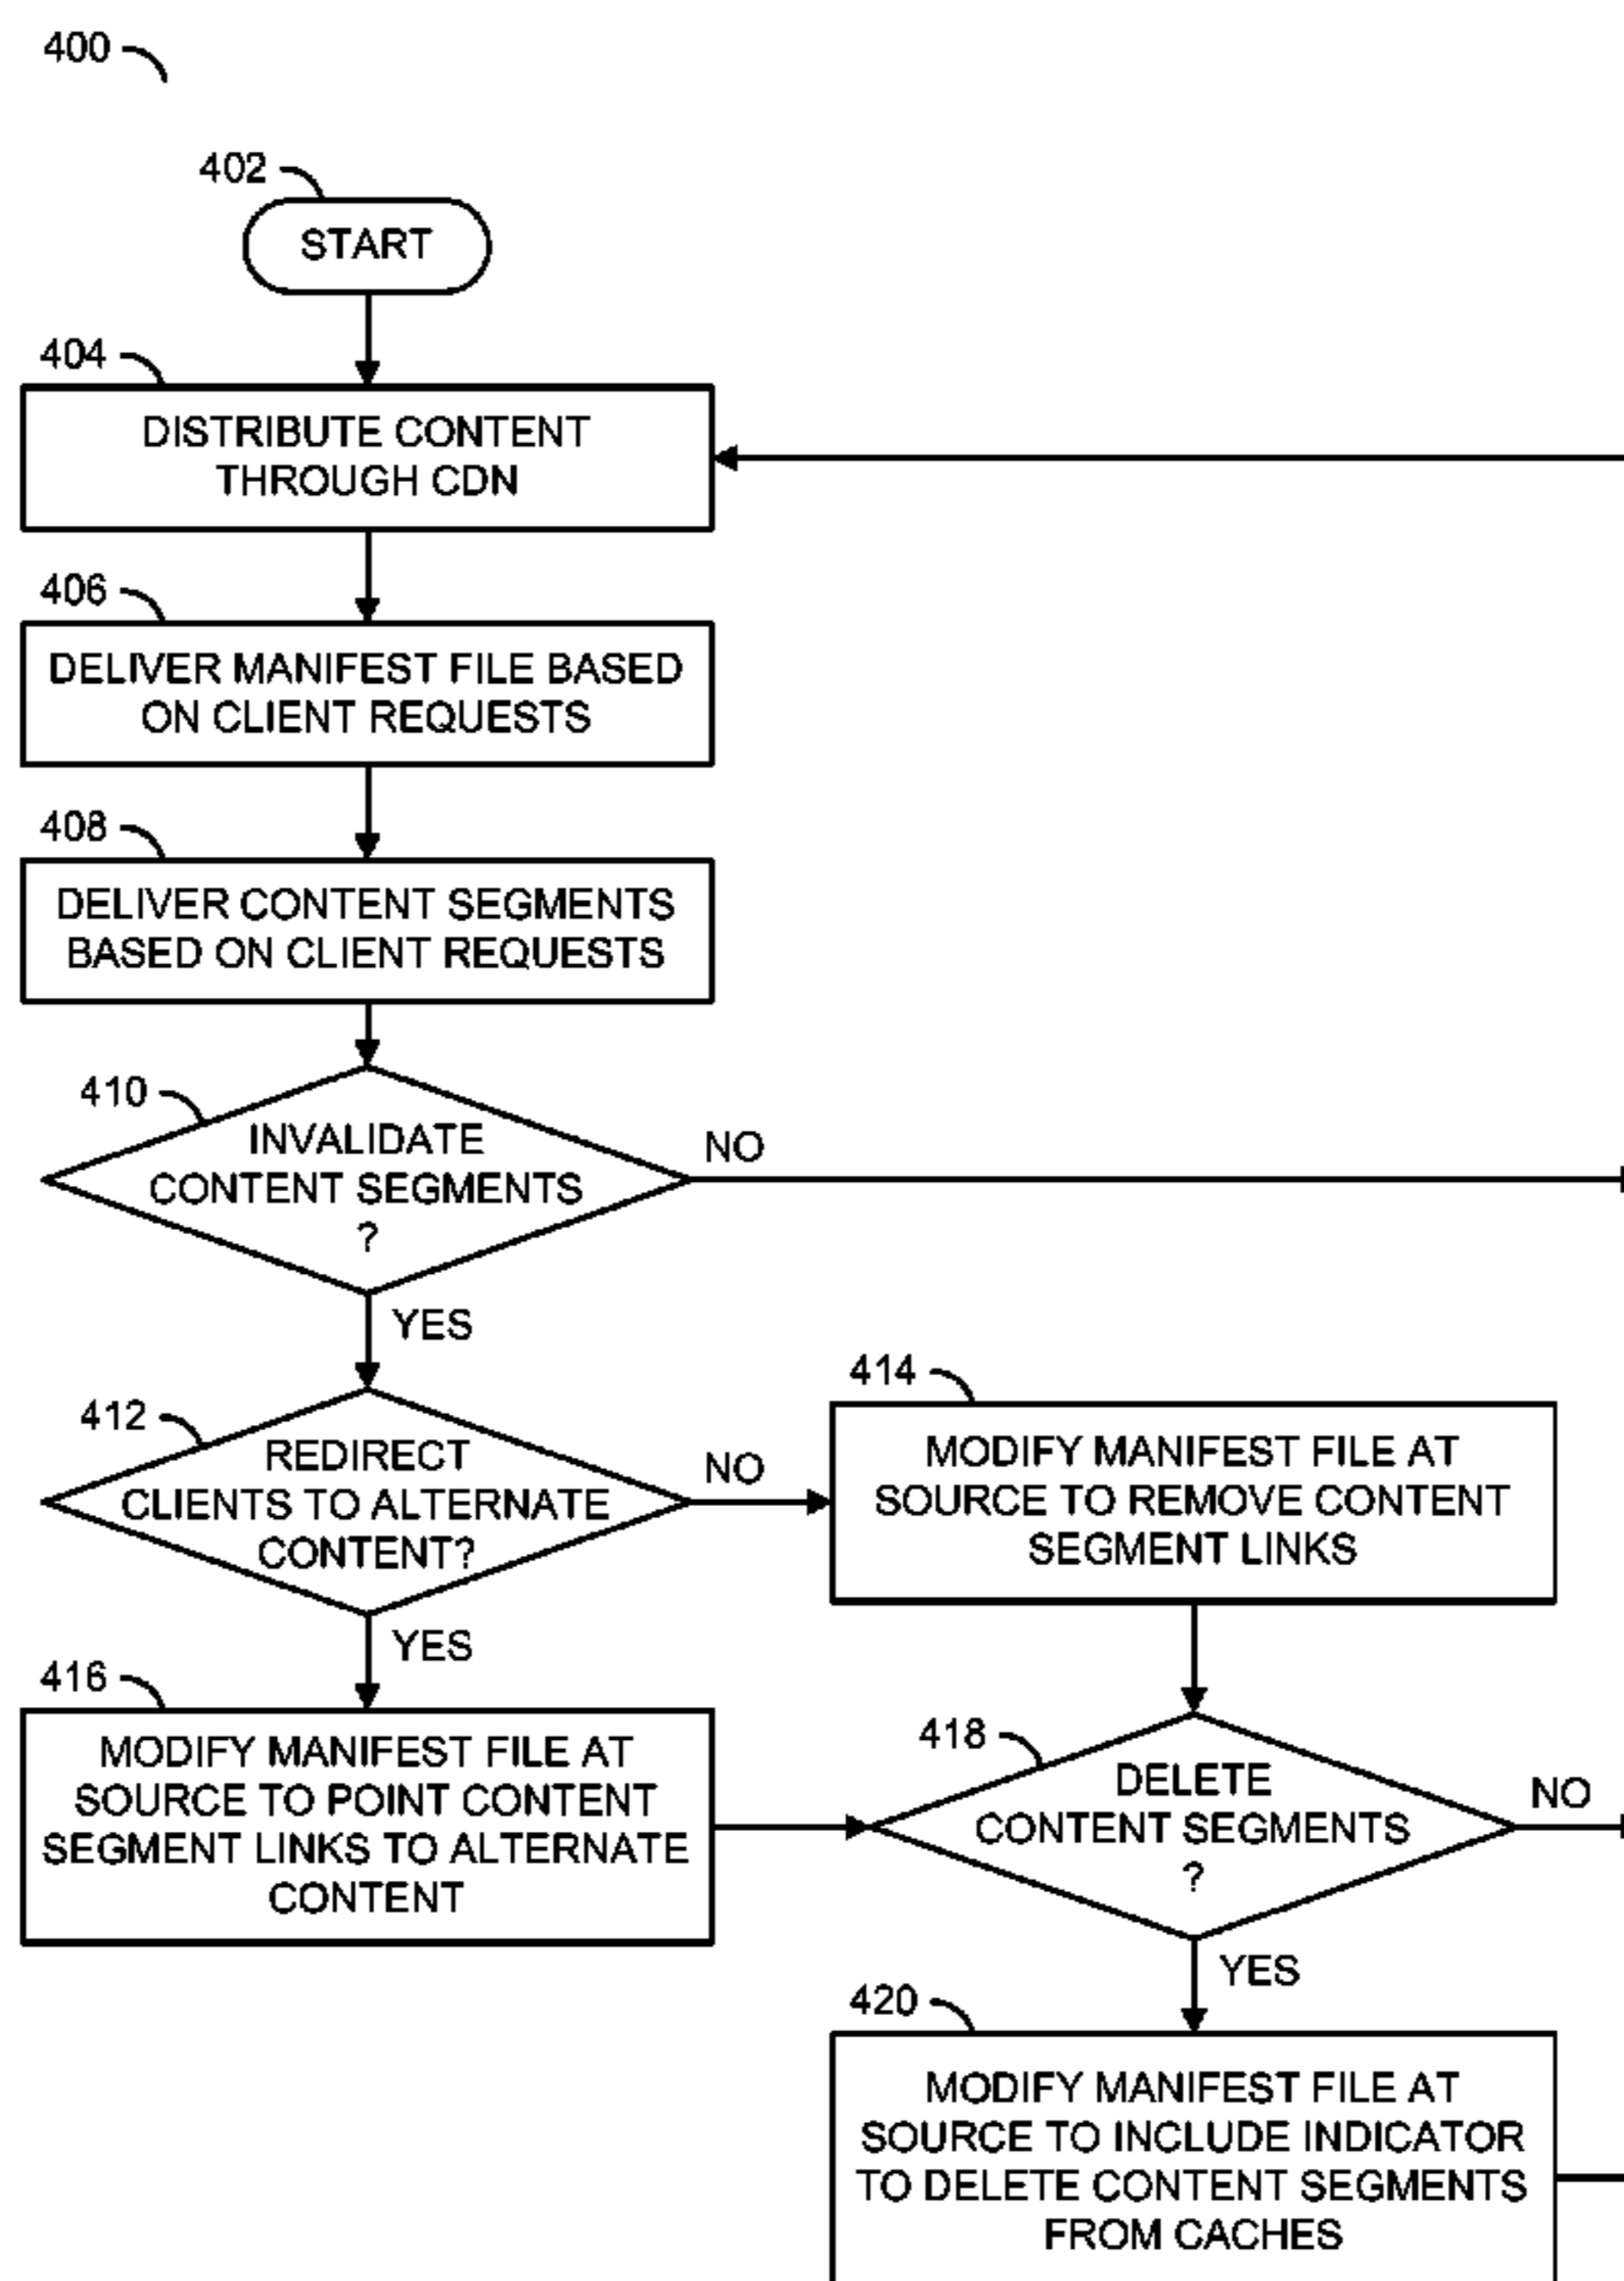 400
402
START
404
DISTRIBUTE CONTENT
THROUGH CDN
406
DELIVER MANIFEST FILE BASED
ON CLIENT REQUESTS
408
DELIVER CONTENT SEGMENTS
BASED ON CLIENT REQUESTS
410
INVALIDATE
CONTENT SEGMENTS
?
NO
YES
412
REDIRECT
CLIENTS TO ALTERNATE
CONTENT?
NO
YES
414
MODIFY MANIFEST FILE AT
SOURCE TO REMOVE CONTENT
SEGMENT LINKS
416
MODIFY MANIFEST FILE AT
SOURCE TO POINT CONTENT
SEGMENT LINKS TO ALTERNATE
CONTENT
418
DELETE
CONTENT SEGMENTS
?
NO
YES
420
MODIFY MANIFEST FILE AT
SOURCE TO INCLUDE INDICATOR
TO DELETE CONTENT SEGMENTS
FROM CACHES